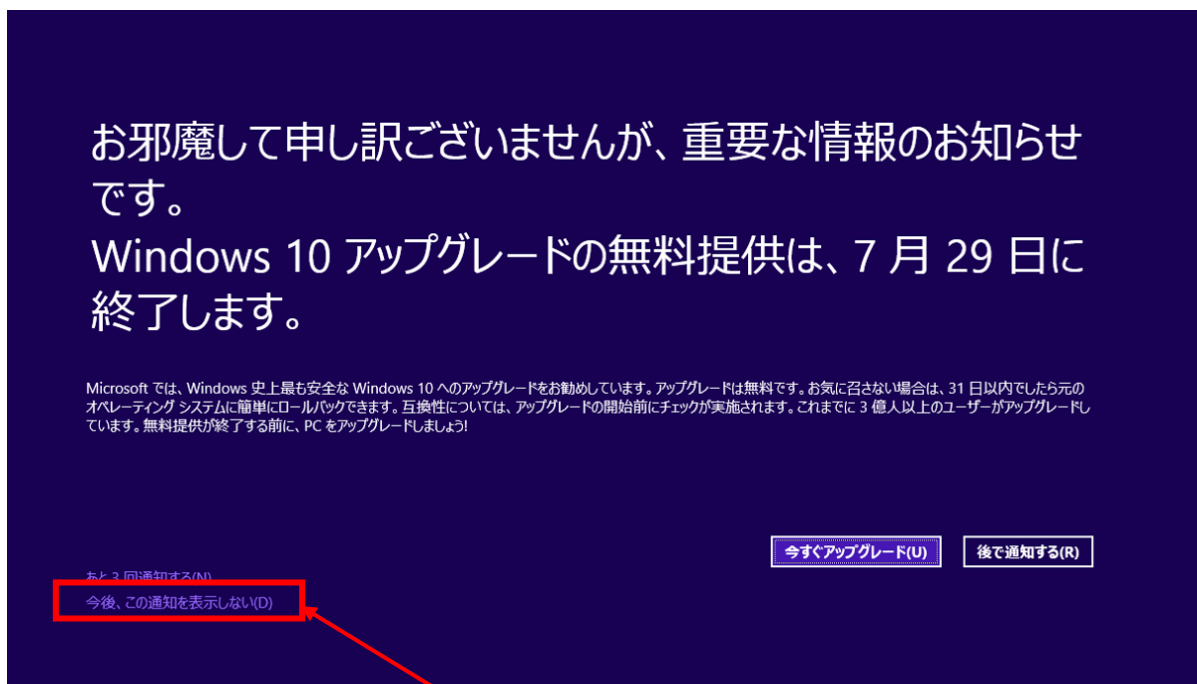 お邪魔して申し訳ございませんが、重要な情報のお知らせ
です。
Windows 10 アップグレードの無料提供は、7 月 29 日に
終了します。
Microsoft では、Windows 史上最も安全な Windows 10 へのアップグレードをお勧めしています。アップグレードは無料です。お気に召さない場合は、31 日以内でしたら元の
オペレーティング システムに簡単にロールバックできます。互換性については、アップグレードの開始前にチェックが実施されます。これまでに 3 億人以上のユーザーがアップグレードし
ています。無料提供が終了する前に、PC をアップグレードしましょう!
今すぐアップグレード(U) 後で通知する(R)
あと 3 回通知する(N)
今後、この通知を表示しない(D)